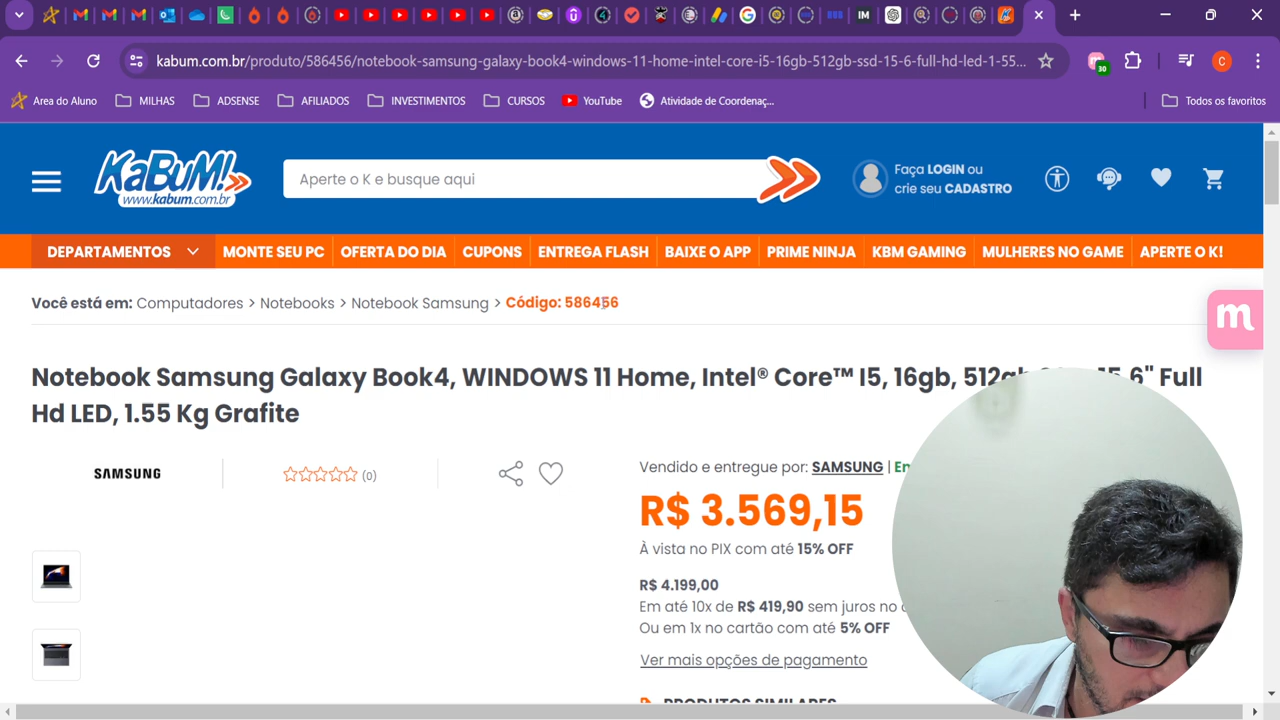 kabum.com.br/produto/586456/notebook-samsung-galaxy-book4-windows-11-home-intel-core-i5-16gb-512gb-ssd-15-6-full-hd-led-1-55...
30
C
Area do Aluno
MILHAS
ADSENSE
AFILIADOS
INVESTIMENTOS
CURSOS
YouTube
Atividade de Coordenaç...
Todos os favoritos
KaBuM!
www.kabum.com.br
Aperte o K e busque aqui
Faça LOGIN ou
crie seu CADASTRO
DEPARTAMENTOS
MONTE SEU PC
OFERTA DO DIA
CUPONS
ENTREGA FLASH
BAIXE O APP
PRIME NINJA
KBM GAMING
MULHERES NO GAME
APERTE O K!
Você está em: Computadores > Notebooks > Notebook Samsung > Código: 586456
m
Notebook Samsung Galaxy Book4, WINDOWS 11 Home, Intel® Core™ I5, 16gb, 512gb 15,6" Full
Hd LED, 1.55 Kg Grafite
SAMSUNG
(0)
Vendido e entregue por: SAMSUNG |
R$ 3.569,15
À vista no PIX com até 15% OFF
R$ 4.199,00
Em até 10x de R$ 419,90 sem juros no
Ou em 1x no cartão com até 5% OFF
Ver mais opções de pagamento
PRODUTOS SIMILARES